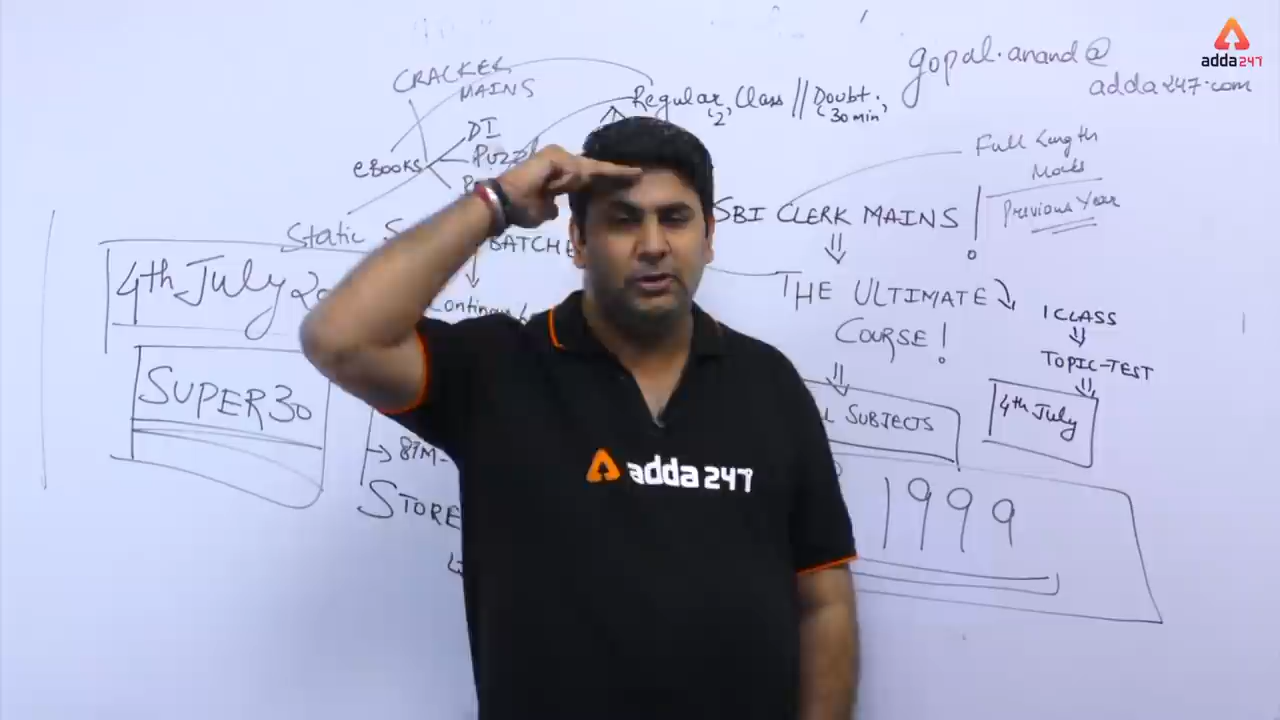 gopal.anand@
adda247.com
adda247
CRACKER
MAINS
Regular Class || Doubt
2
(30 min)
eBOOKS
DI
Full Length
Mocks
Previous Year
SBI CLERK MAINS
Static
BATCHE
4th July 20
THE ULTIMATE
COURSE!
1 CLASS
TOPIC-TEST
4th July
SUPER30
SUBJECTS
87M-
STORE
1999
adda247